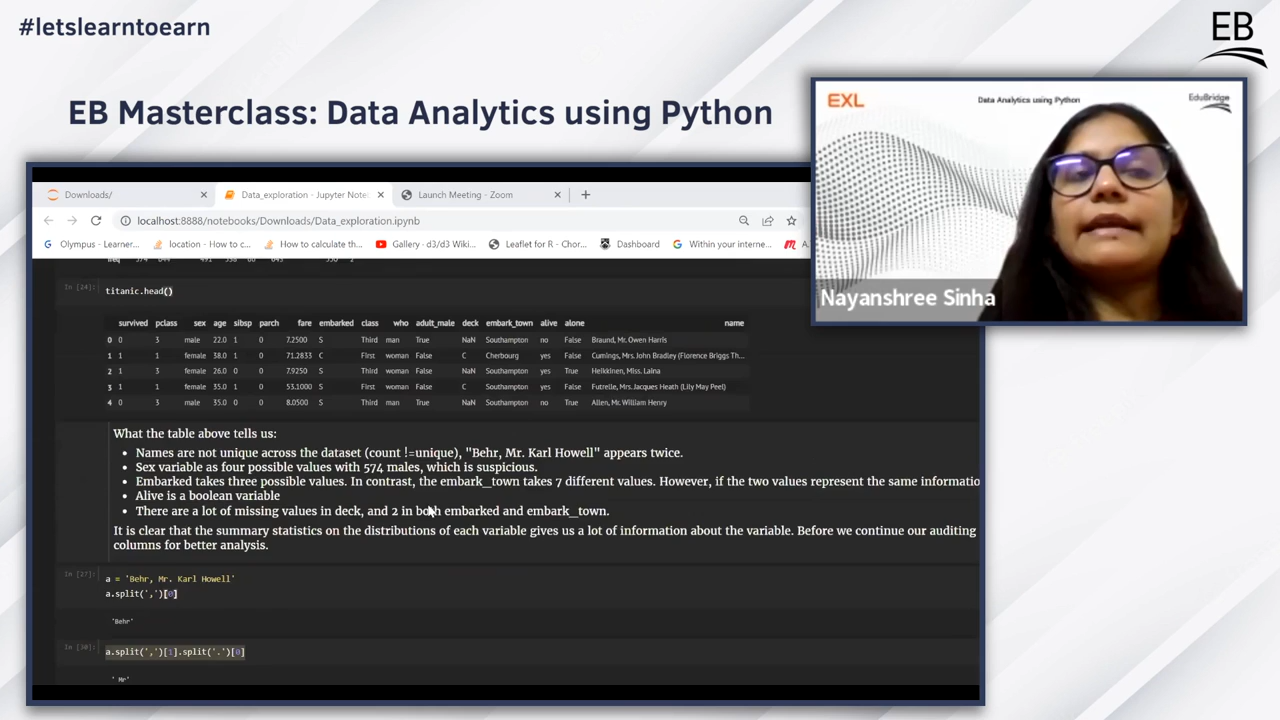 #letslearntoearn
EB
EB Masterclass: Data Analytics using Python
EXL
Data Analytics using Python
EduBridge
Nayanshree Sinha
Downloads/
Data_exploration - Jupyter Note
Launch Meeting - Zoom
localhost:8888/notebooks/Downloads/Data_exploration.ipynb
Olympus - Learner...
location - How to c...
How to calculate th...
Gallery · d3/d3 Wiki...
Leaflet for R - Chor...
Dashboard
Within your interne...
In [24]:
titanic.head()
survived pclass sex age sibsp parch fare embarked class who adult_male deck embark_town alive alone name
0 0 3 male 22.0 1 0 7.2500 S Third man True NaN Southampton no False Braund, Mr. Owen Harris
1 1 1 female 38.0 1 0 71.2833 C First woman False C Cherbourg yes False Cumings, Mrs. John Bradley (Florence Briggs Th...
2 1 3 female 26.0 0 0 7.9250 S Third woman False NaN Southampton yes True Heikkinen, Miss. Laina
3 1 1 female 35.0 1 0 53.1000 S First woman False C Southampton yes False Futrelle, Mrs. Jacques Heath (Lily May Peel)
4 0 3 male 35.0 0 0 8.0500 S Third man True NaN Southampton no True Allen, Mr. William Henry
What the table above tells us:
• Names are not unique across the dataset (count !=unique), "Behr, Mr. Karl Howell" appears twice.
• Sex variable as four possible values with 574 males, which is suspicious.
• Embarked takes three possible values. In contrast, the embark_town takes 7 different values. However, if the two values represent the same informatio
• Alive is a boolean variable
• There are a lot of missing values in deck, and 2 in both embarked and embark_town.
It is clear that the summary statistics on the distributions of each variable gives us a lot of information about the variable. Before we continue our auditing
columns for better analysis.
In [27]:
a = 'Behr, Mr. Karl Howell'
a.split(',')[0]
'Behr'
In [30]:
a.split(',')[1].split('.')[0]
' Mr'